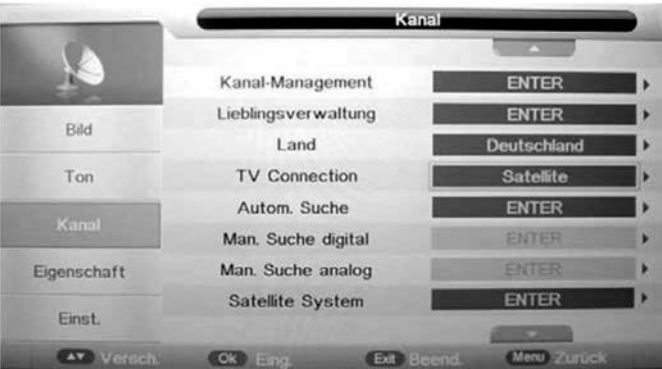 Kanal
Bild
Ton
Kanal
Eigenschaft
Einst.
Kanal-Management ENTER
Lieblingsverwaltung ENTER
Land Deutschland
TV Connection Satellite
Autom. Suche ENTER
Man. Suche digital ENTER
Man. Suche analog ENTER
Satellite System ENTER
Versch. Ok Eing. Exit Beend. Menu Zurück